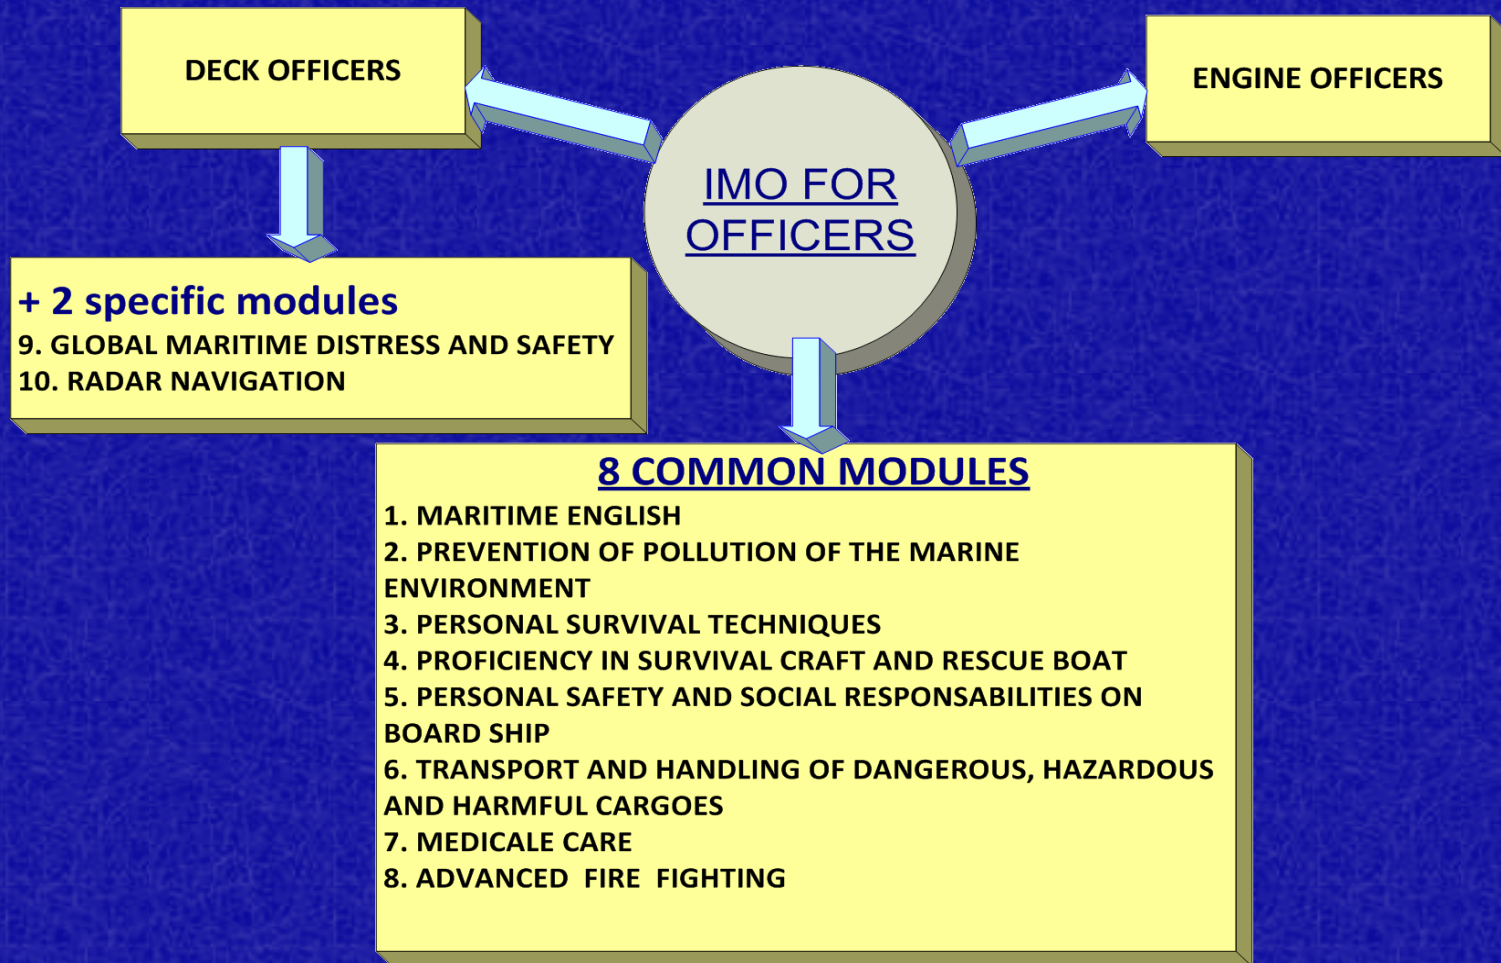 DECK OFFICERS
ENGINE OFFICERS
IMO FOR
OFFICERS
+ 2 specific modules
9. GLOBAL MARITIME DISTRESS AND SAFETY
10. RADAR NAVIGATION
8 COMMON MODULES
1. MARITIME ENGLISH
2. PREVENTION OF POLLUTION OF THE MARINE
ENVIRONMENT
3. PERSONAL SURVIVAL TECHNIQUES
4. PROFICIENCY IN SURVIVAL CRAFT AND RESCUE BOAT
5. PERSONAL SAFETY AND SOCIAL RESPONSABILITIES ON
BOARD SHIP
6. TRANSPORT AND HANDLING OF DANGEROUS, HAZARDOUS
AND HARMFUL CARGOES
7. MEDICALE CARE
8. ADVANCED FIRE FIGHTING